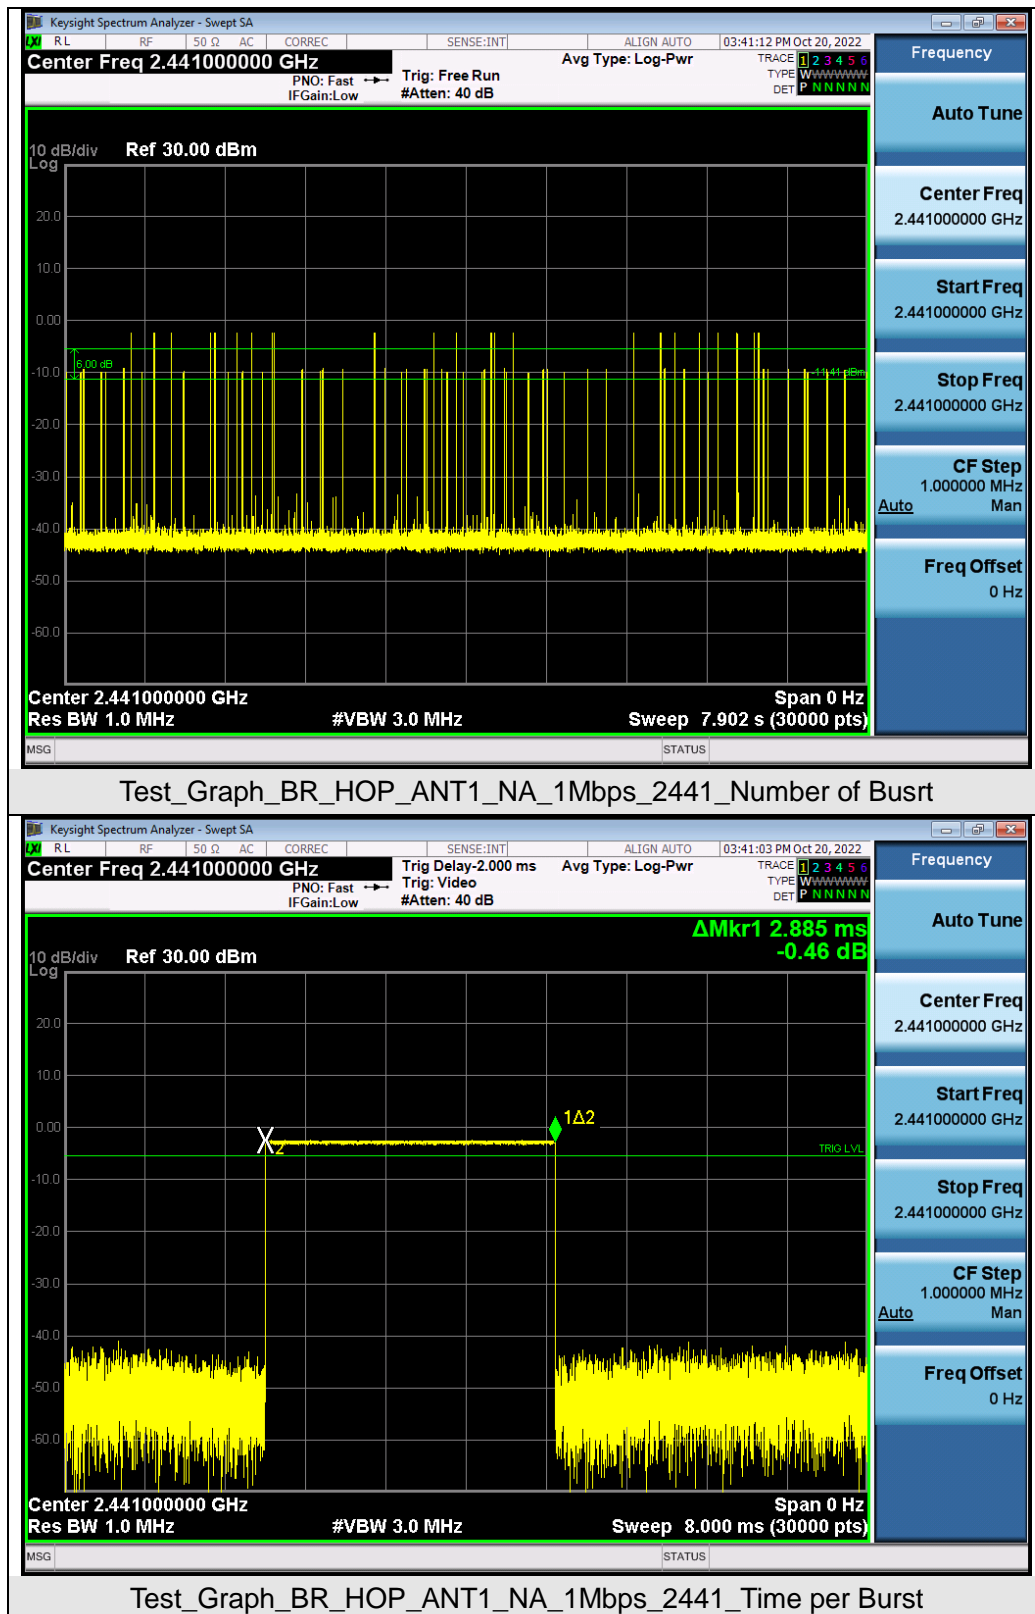 Keysight Spectrum Analyzer - Swept SA
LXI RL RF 50 Ω AC CORREC SENSE:INT ALIGN AUTO 03:41:12 PM Oct 20, 2022
Center Freq 2.441000000 GHz
PNO: Fast
IFGain:Low
Trig: Free Run
#Atten: 40 dB
Avg Type: Log-Pwr
TRACE 1 2 3 4 5 6
TYPE WWWWWW
DET P N N N N N
Frequency
Auto Tune
Center Freq
2.441000000 GHz
Start Freq
2.441000000 GHz
Stop Freq
2.441000000 GHz
CF Step
1.000000 MHz
Auto Man
Freq Offset
0 Hz
10 dB/div Ref 30.00 dBm
Log
20.0
10.0
0.00
6.00 dB
-10.0
-11.41 dBm
-20.0
-30.0
-40.0
-50.0
-60.0
Center 2.441000000 GHz Span 0 Hz
Res BW 1.0 MHz #VBW 3.0 MHz Sweep 7.902 s (30000 pts)
MSG STATUS
Test_Graph_BR_HOP_ANT1_NA_1Mbps_2441_Number of Busrt
Keysight Spectrum Analyzer - Swept SA
LXI RL RF 50 Ω AC CORREC SENSE:INT ALIGN AUTO 03:41:03 PM Oct 20, 2022
Center Freq 2.441000000 GHz
PNO: Fast
IFGain:Low
Trig Delay-2.000 ms
Trig: Video
#Atten: 40 dB
Avg Type: Log-Pwr
TRACE 1 2 3 4 5 6
TYPE WWWWWW
DET P N N N N N
Frequency
Auto Tune
Center Freq
2.441000000 GHz
Start Freq
2.441000000 GHz
Stop Freq
2.441000000 GHz
CF Step
1.000000 MHz
Auto Man
Freq Offset
0 Hz
ΔMkr1 2.885 ms
-0.46 dB
10 dB/div Ref 30.00 dBm
Log
20.0
10.0
0.00
1Δ2
2
TRIG LVL
-10.0
-20.0
-30.0
-40.0
-50.0
-60.0
Center 2.441000000 GHz Span 0 Hz
Res BW 1.0 MHz #VBW 3.0 MHz Sweep 8.000 ms (30000 pts)
MSG STATUS
Test_Graph_BR_HOP_ANT1_NA_1Mbps_2441_Time per Burst